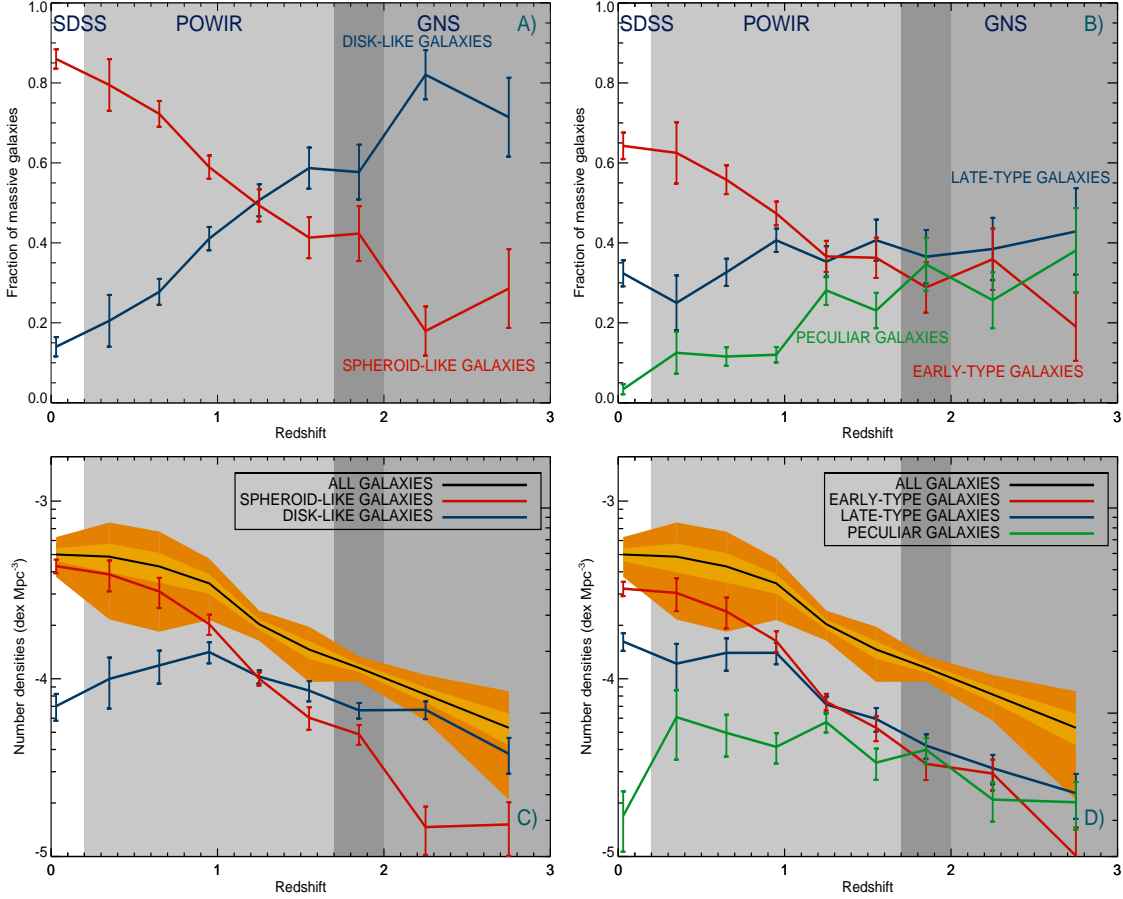 SDSS POWIR GNS A)
DISK-LIKE GALAXIES
SPHEROID-LIKE GALAXIES
Fraction of massive galaxies
0.0 0.2 0.4 0.6 0.8 1.0
0 1 2 3
Redshift
SDSS POWIR GNS B)
LATE-TYPE GALAXIES
PECULIAR GALAXIES
EARLY-TYPE GALAXIES
Fraction of massive galaxies
0.0 0.2 0.4 0.6 0.8 1.0
0 1 2 3
Redshift
ALL GALAXIES
SPHEROID-LIKE GALAXIES
DISK-LIKE GALAXIES
C)
Number densities (dex Mpc-3)
-3
-4
-5
0 1 2 3
Redshift
ALL GALAXIES
EARLY-TYPE GALAXIES
LATE-TYPE GALAXIES
PECULIAR GALAXIES
D)
Number densities (dex Mpc-3)
-3
-4
-5
0 1 2 3
Redshift